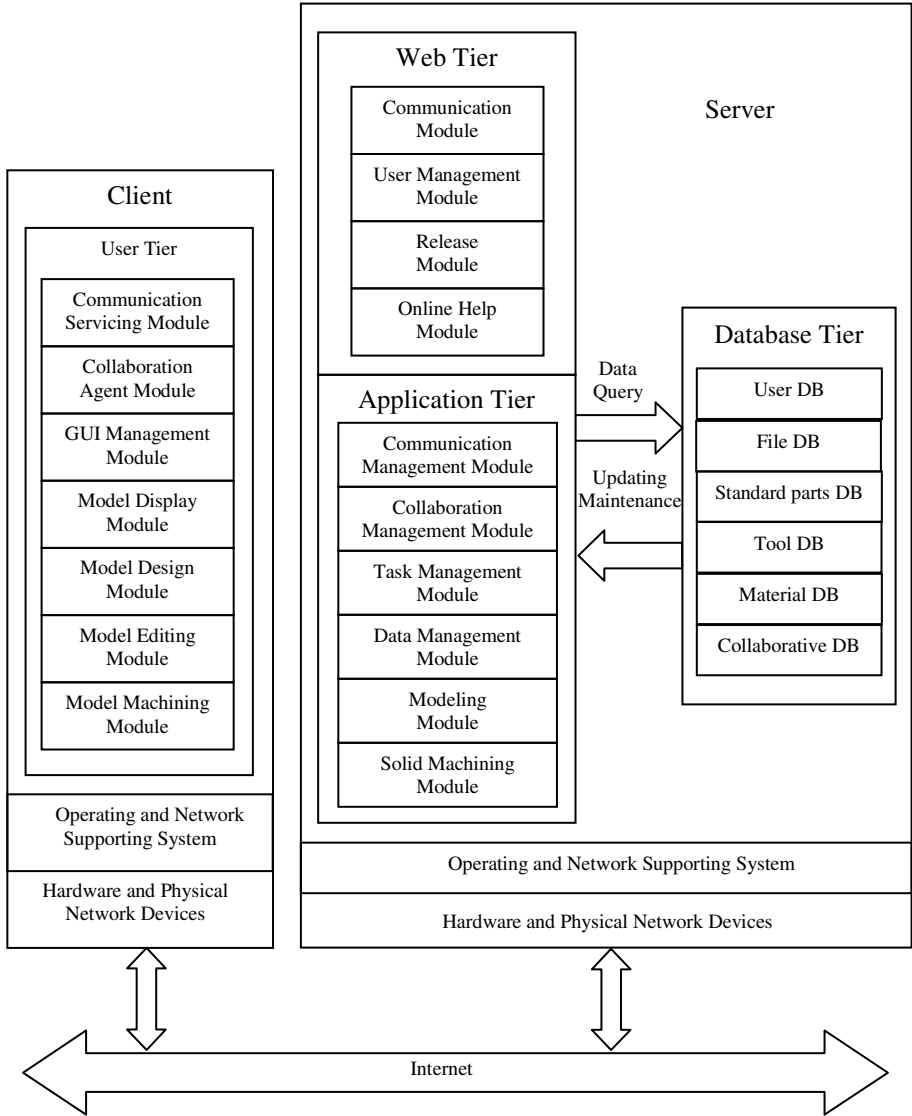 Client
User Tier
Communication
Servicing Module
Collaboration
Agent Module
GUI Management
Module
Model Display
Module
Model Design
Module
Model Editing
Module
Model Machining
Module
Operating and Network
Supporting System
Hardware and Physical
Network Devices
Server
Web Tier
Communication
Module
User Management
Module
Release
Module
Online Help
Module
Application Tier
Communication
Management Module
Collaboration
Management Module
Task Management
Module
Data Management
Module
Modeling
Module
Solid Machining
Module
Data
Query
Updating
Maintenance
Database Tier
User DB
File DB
Standard parts DB
Tool DB
Material DB
Collaborative DB
Operating and Network Supporting System
Hardware and Physical Network Devices
Internet